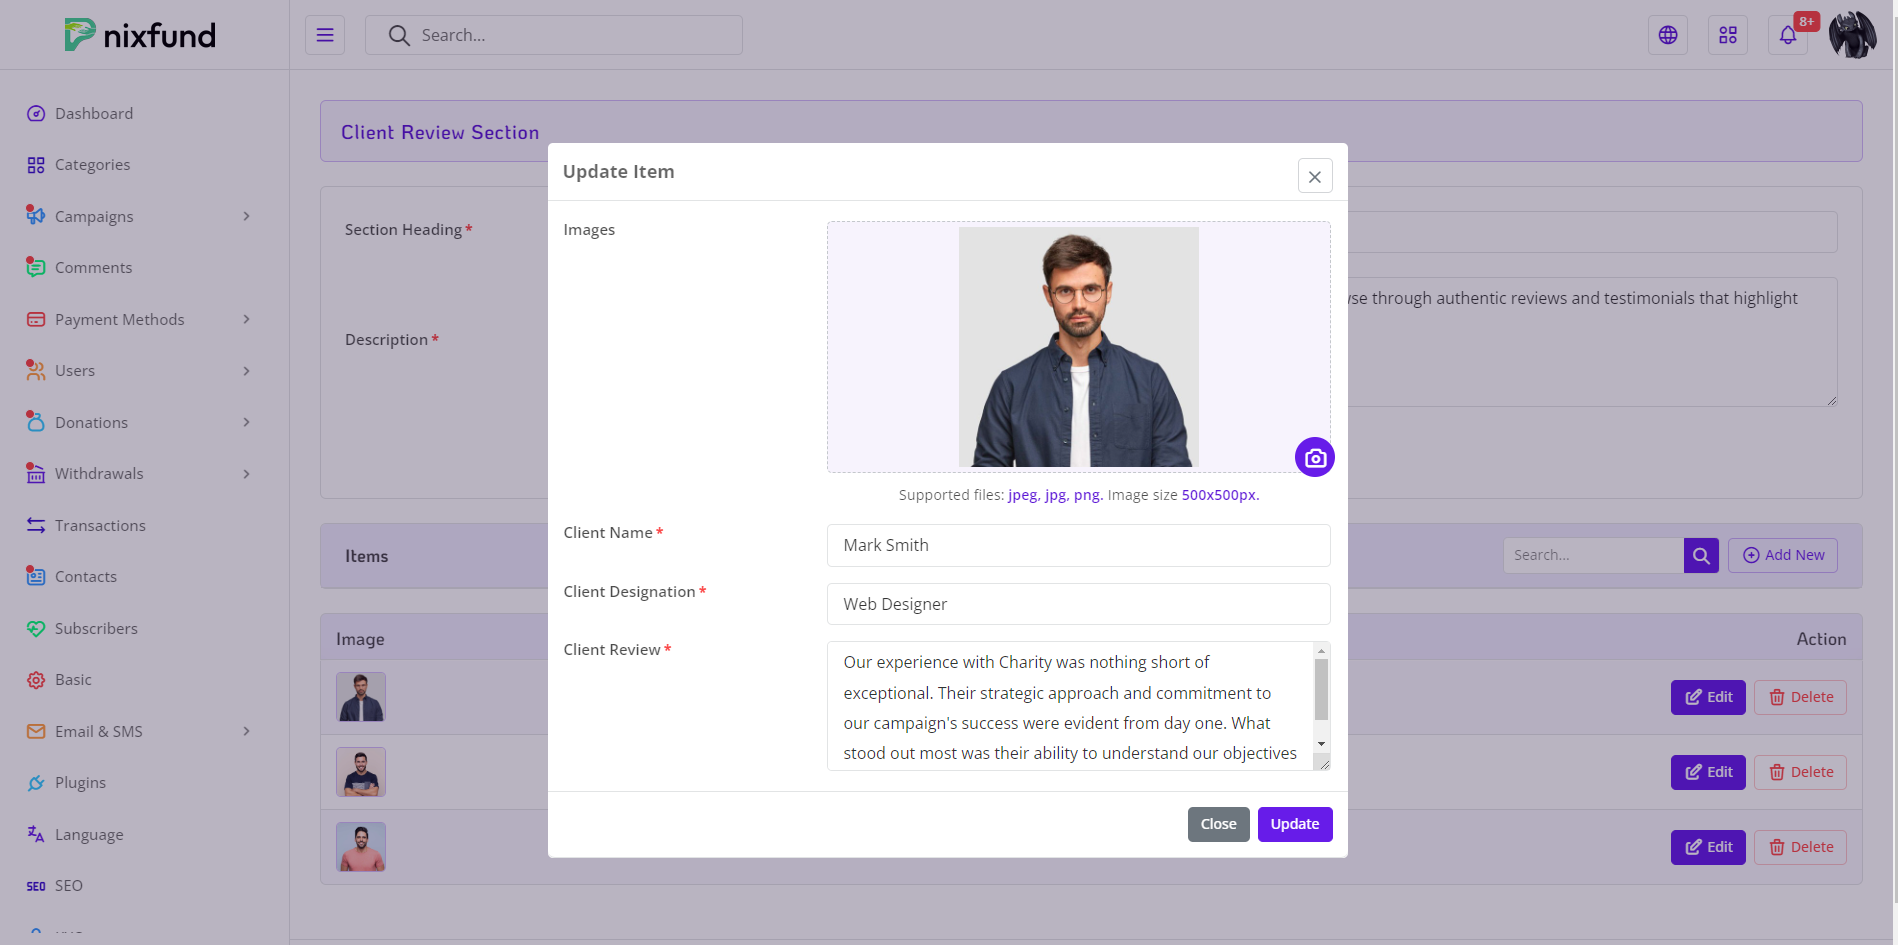 nixfund
Search...
8+
Dashboard
Categories
Campaigns
Comments
Payment Methods
Users
Donations
Withdrawals
Transactions
Contacts
Subscribers
Basic
Email & SMS
Plugins
Language
SEO SEO
Client Review Section
Section Heading *
Description *
se through authentic reviews and testimonials that highlight
Items
Search...
Add New
Image
Action
Edit Delete
Edit Delete
Edit Delete
Update Item
Images
Supported files: jpeg, jpg, png. Image size 500x500px.
Client Name *
Mark Smith
Client Designation *
Web Designer
Client Review *
Our experience with Charity was nothing short of
exceptional. Their strategic approach and commitment to
our campaign's success were evident from day one. What
stood out most was their ability to understand our objectives
Close Update